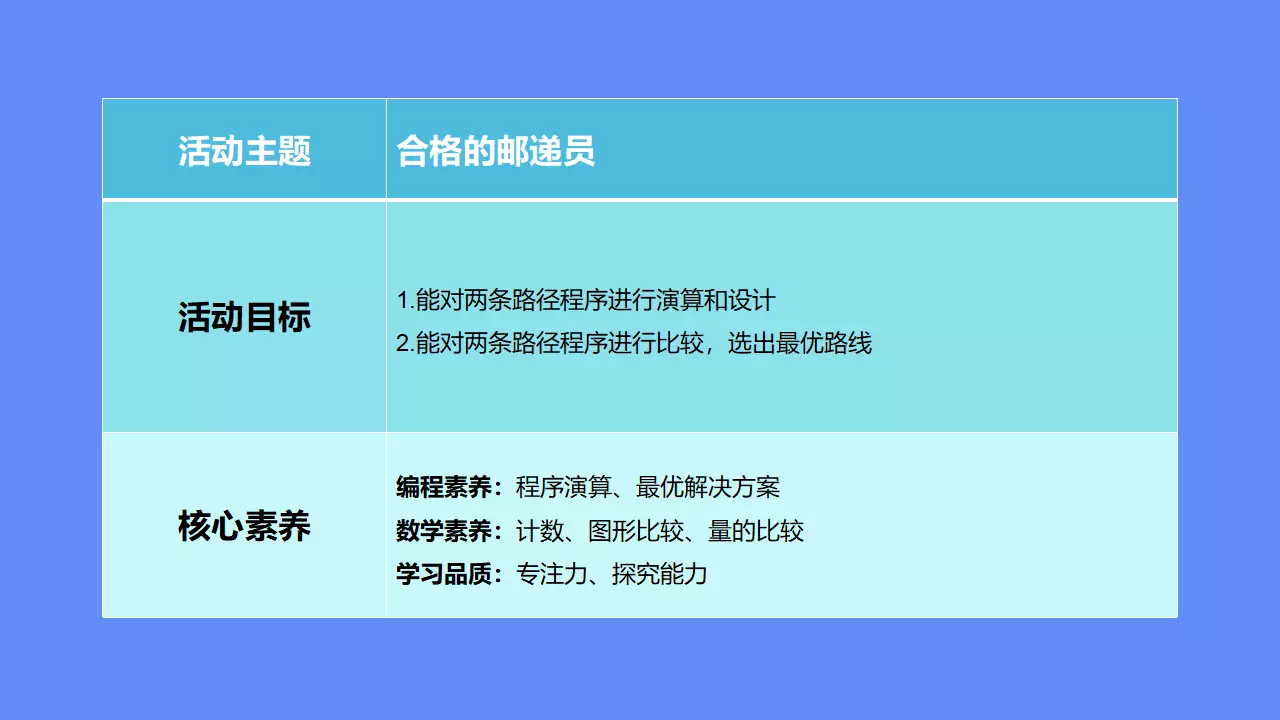 活动主题
合格的邮递员
活动目标
1.能对两条路径程序进行演算和设计
2.能对两条路径程序进行比较，选出最优路线
核心素养
编程素养：程序演算、最优解决方案
数学素养：计数、图形比较、量的比较
学习品质：专注力、探究能力